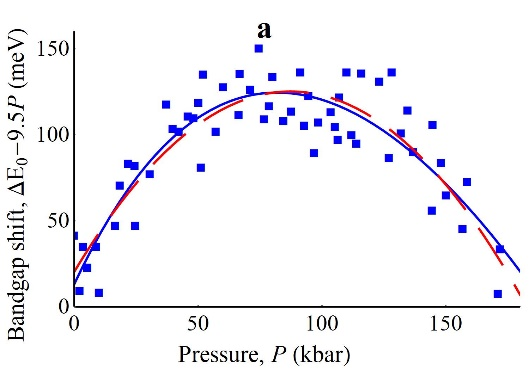 a
150
100
50
0
0 50 100 150
Bandgap shift, ΔE₀−9.5P (meV)
Pressure, P (kbar)